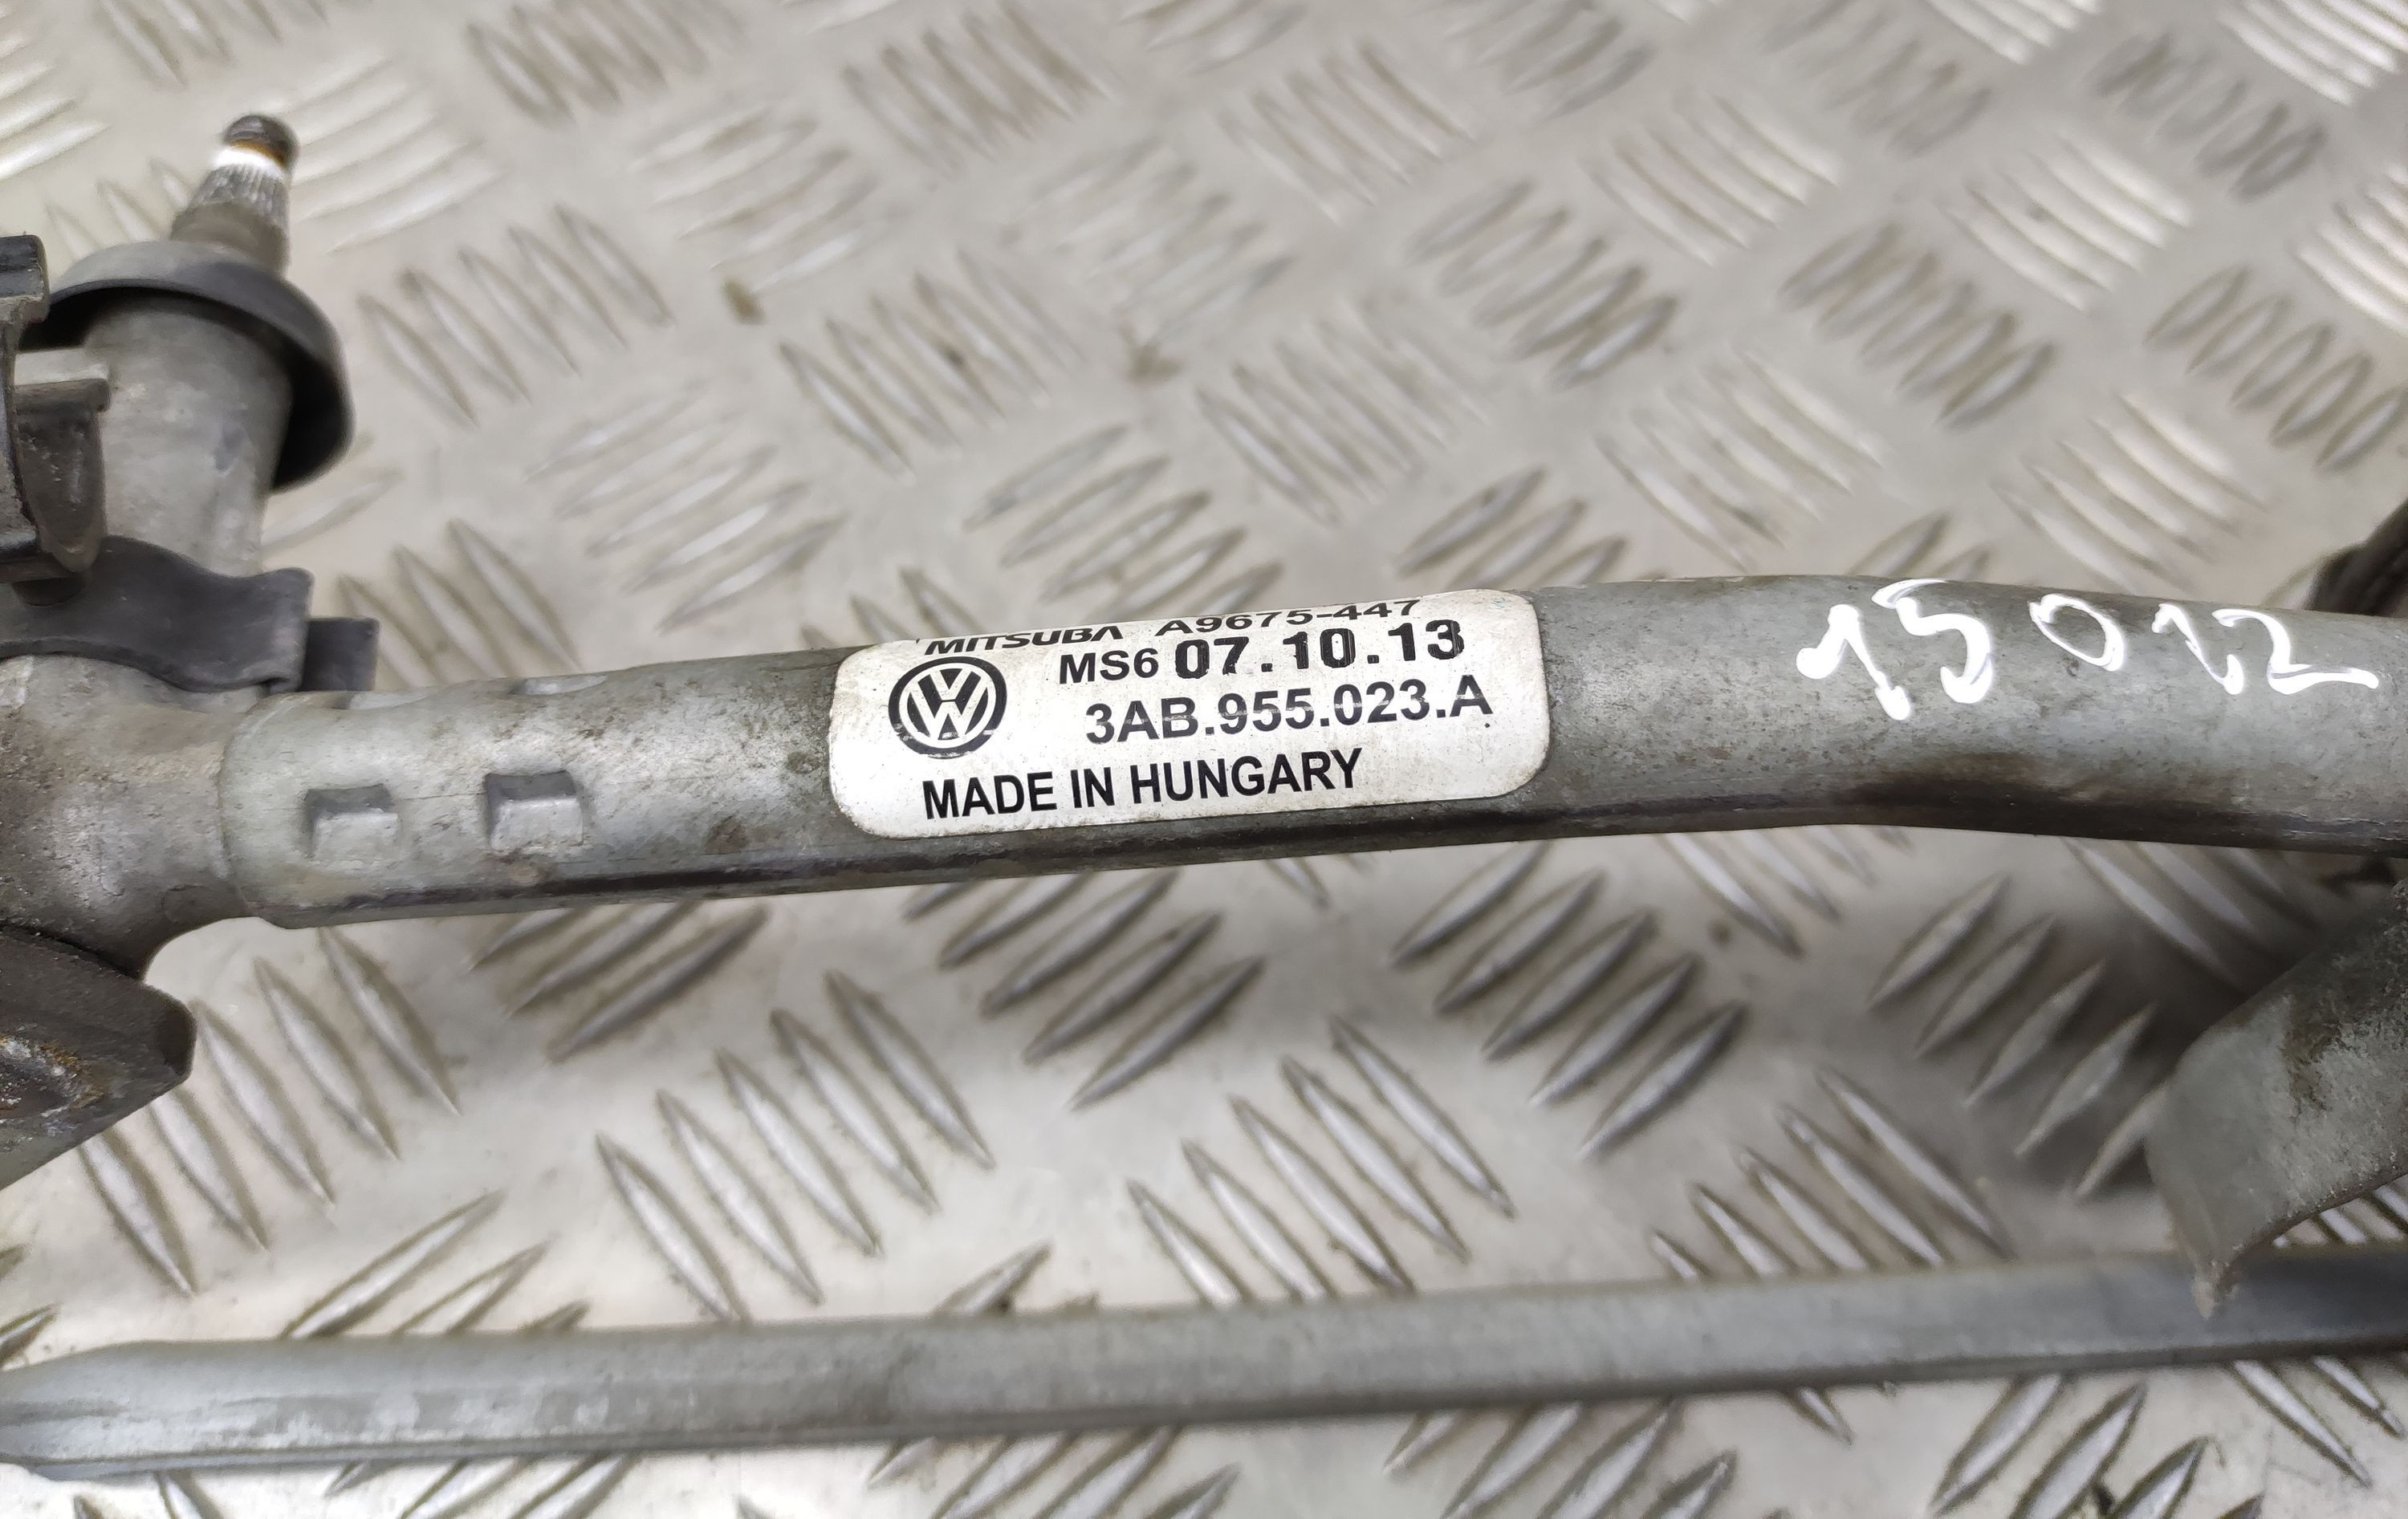 MITSUBA A9675-447
MS6 07.10.13
3AB.955.023.A
MADE IN HUNGARY
15012